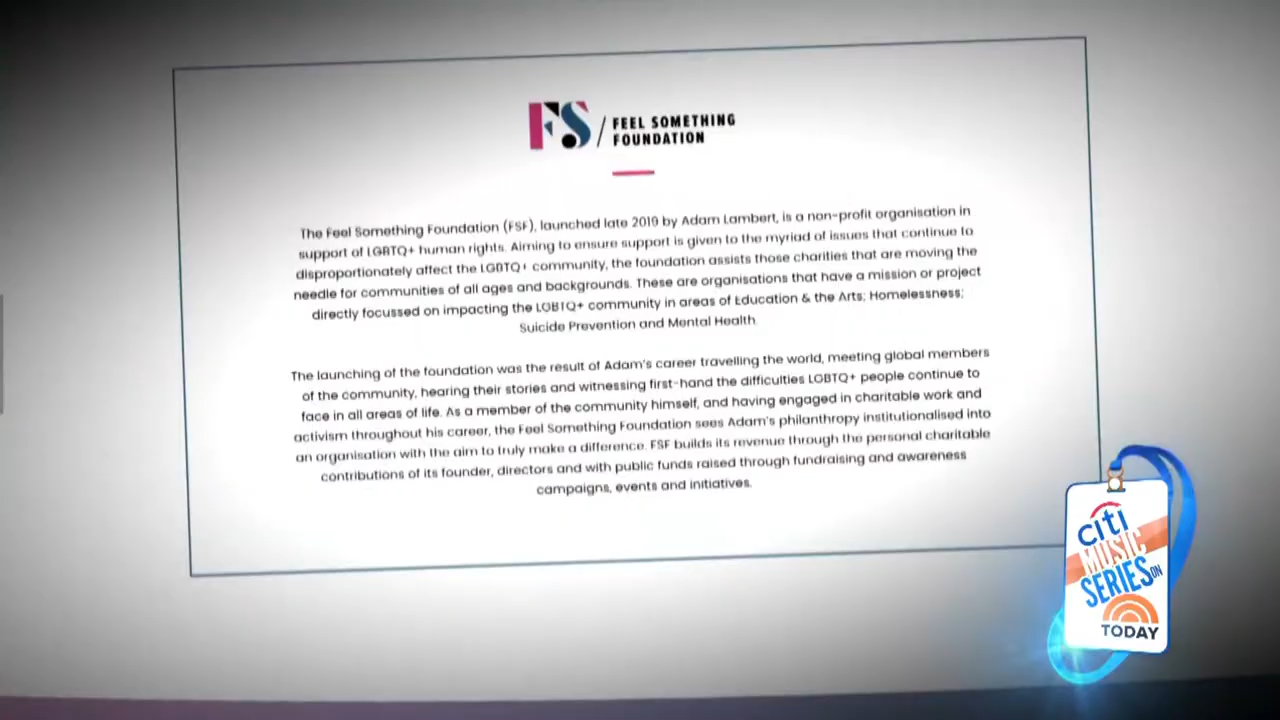 FS / FEEL SOMETHING
FOUNDATION
The Feel Something Foundation (FSF), launched late 2019 by Adam Lambert, is a non-profit organisation in
support of LGBTQ+ human rights. Aiming to ensure support is given to the myriad of issues that continue to
disproportionately affect the LGBTQ+ community, the foundation assists those charities that are moving the
needle for communities of all ages and backgrounds. These are organisations that have a mission or project
directly focussed on impacting the LGBTQ+ community in areas of Education & the Arts; Homelessness;
Suicide Prevention and Mental Health.
The launching of the foundation was the result of Adam's career travelling the world, meeting global members
of the community, hearing their stories and witnessing first-hand the difficulties LGBTQ+ people continue to
face in all areas of life. As a member of the community himself, and having engaged in charitable work and
activism throughout his career, the Feel Something Foundation sees Adam's philanthropy institutionalised into
an organisation with the aim to truly make a difference. FSF builds its revenue through the personal charitable
contributions of its founder, directors and with public funds raised through fundraising and awareness
campaigns, events and initiatives.
citi
MUSIC
SERIES ON
TODAY